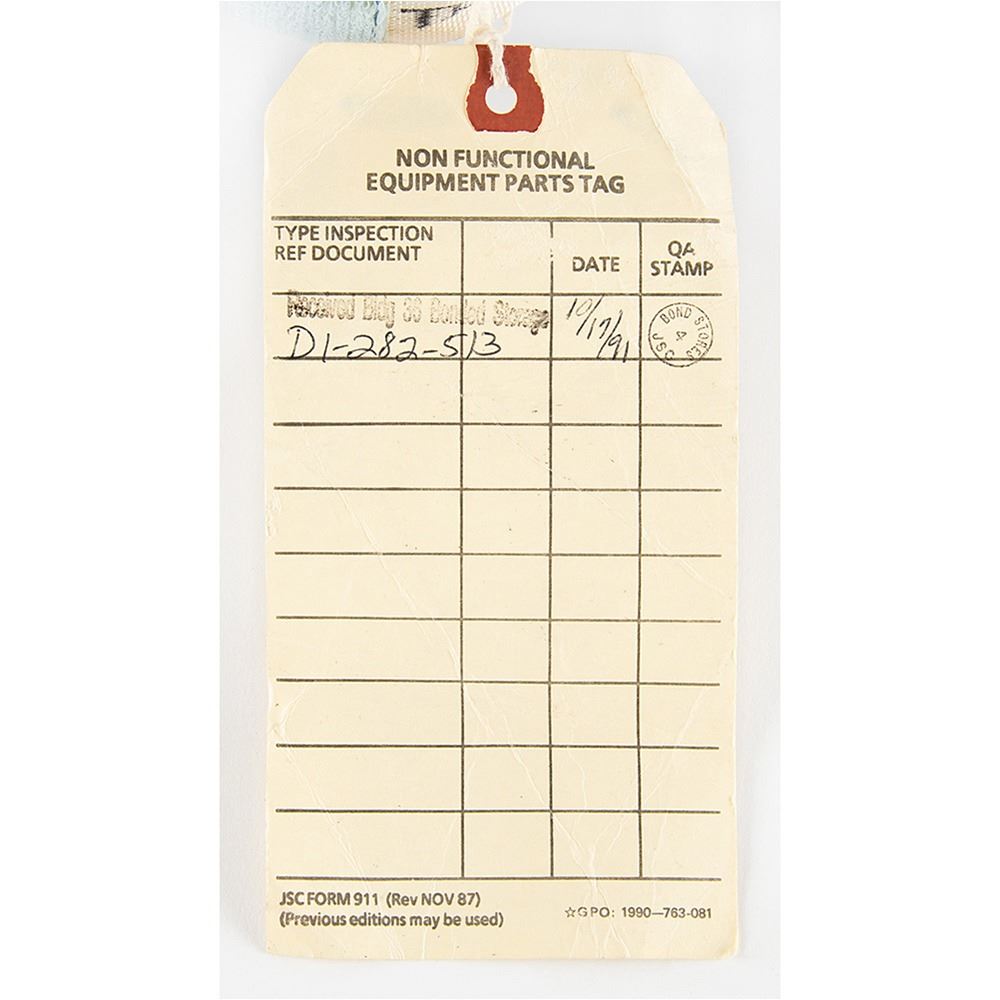 NON FUNCTIONAL
EQUIPMENT PARTS TAG
TYPE INSPECTION
REF DOCUMENT
DATE
QA
STAMP
Received Bldg 36 Bonded Storage
D1-282-513
10/17/91
BOND STORES
4
JSC
JSC FORM 911 (Rev NOV 87)
(Previous editions may be used)
☆GPO: 1990—763-081